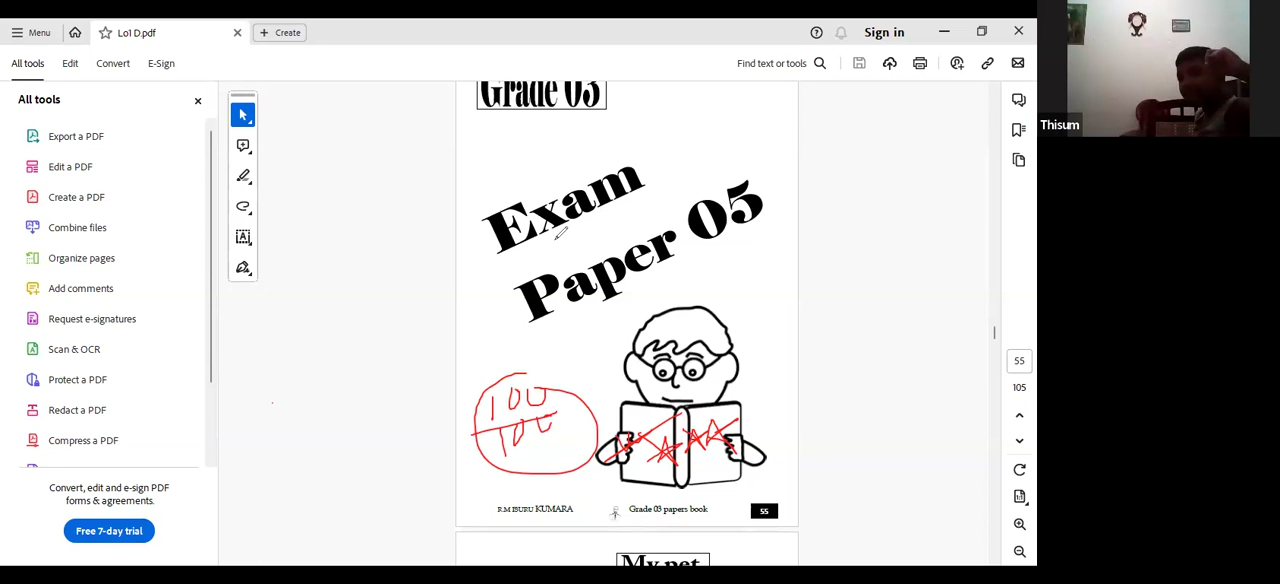 Menu
Lo1 D.pdf
Create
Sign in
All tools
Edit
Convert
E-Sign
Find text or tools
All tools
Export a PDF
Edit a PDF
Create a PDF
Combine files
Organize pages
Add comments
Request e-signatures
Scan & OCR
Protect a PDF
Redact a PDF
Compress a PDF
Convert, edit and e-sign PDF
forms & agreements.
Free 7-day trial
Grade 03
Exam
Paper 05
100
100
R.M IBURU KUMARA
Grade 03 papers book
55
My pet
55
105
Thisum